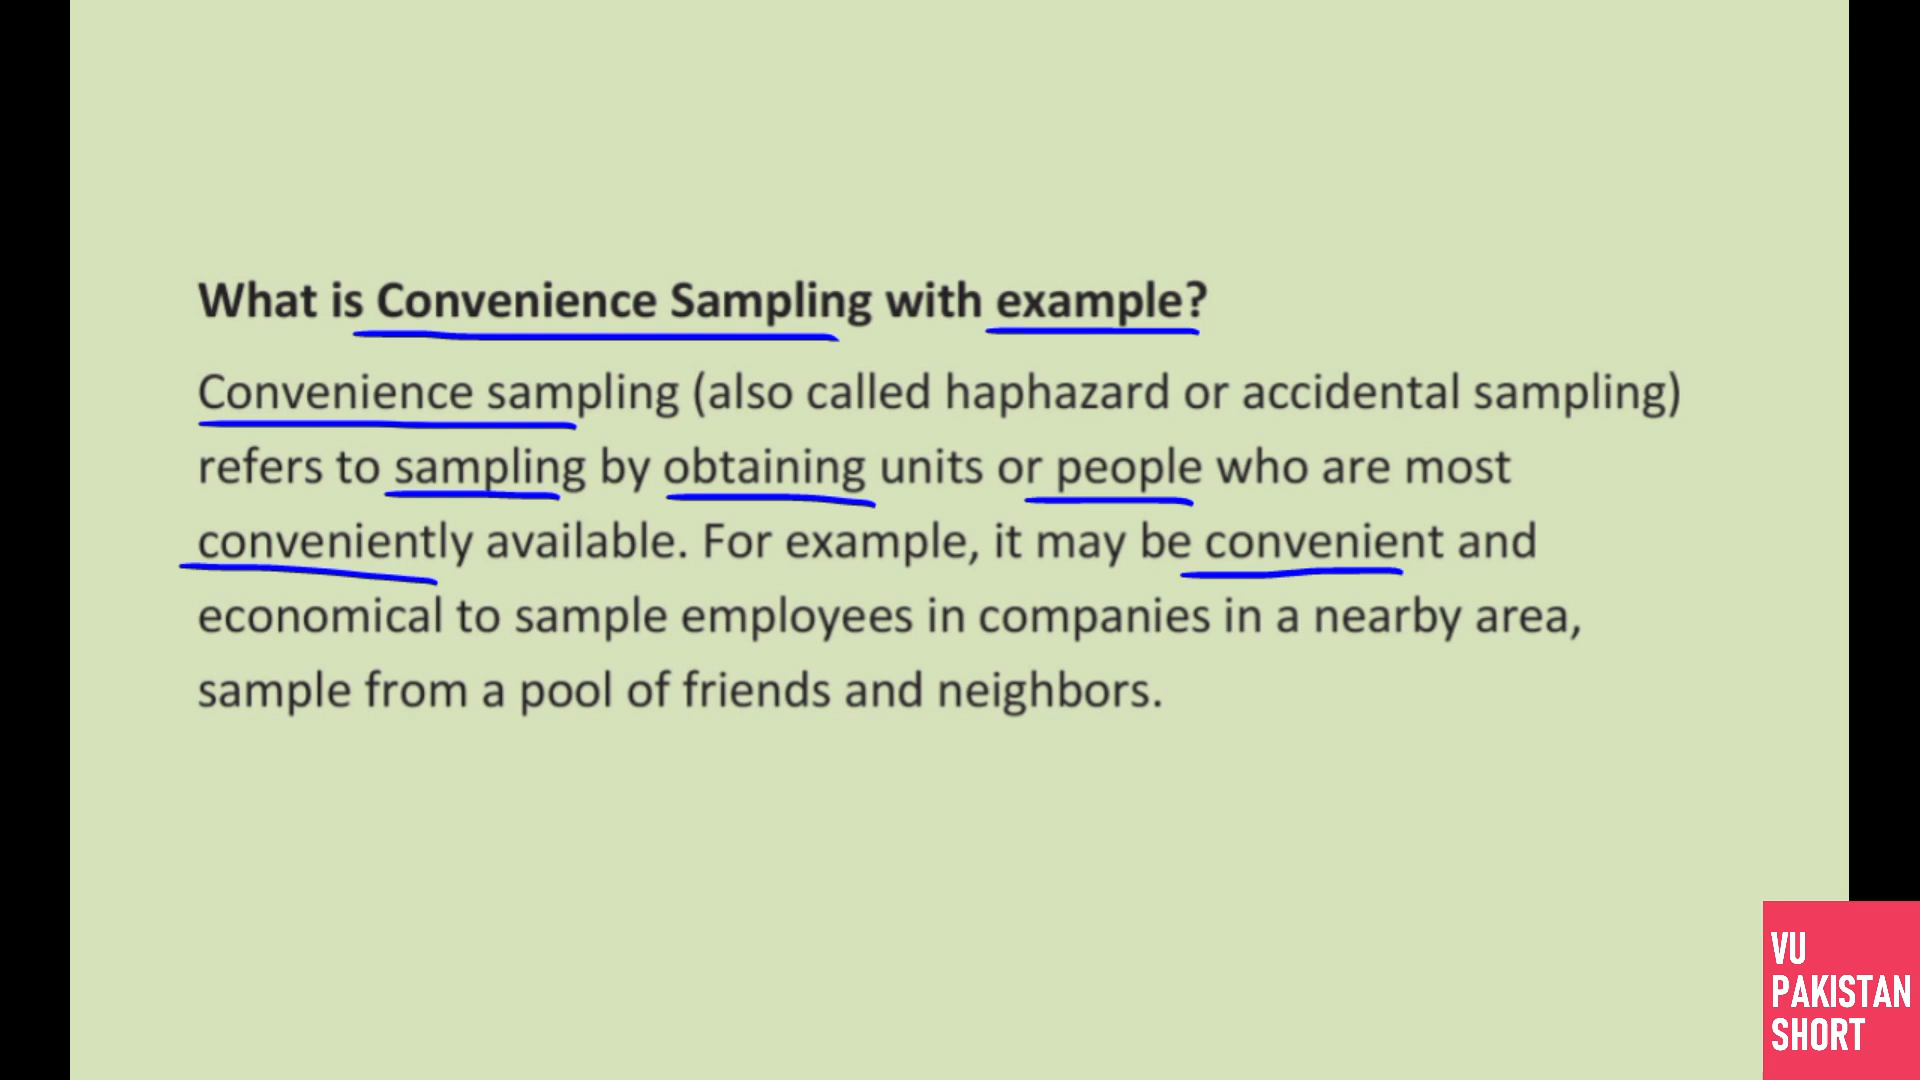 What is Convenience Sampling with example?
Convenience sampling (also called haphazard or accidental sampling)
refers to sampling by obtaining units or people who are most
conveniently available. For example, it may be convenient and
economical to sample employees in companies in a nearby area,
sample from a pool of friends and neighbors.
VU
PAKISTAN
SHORT